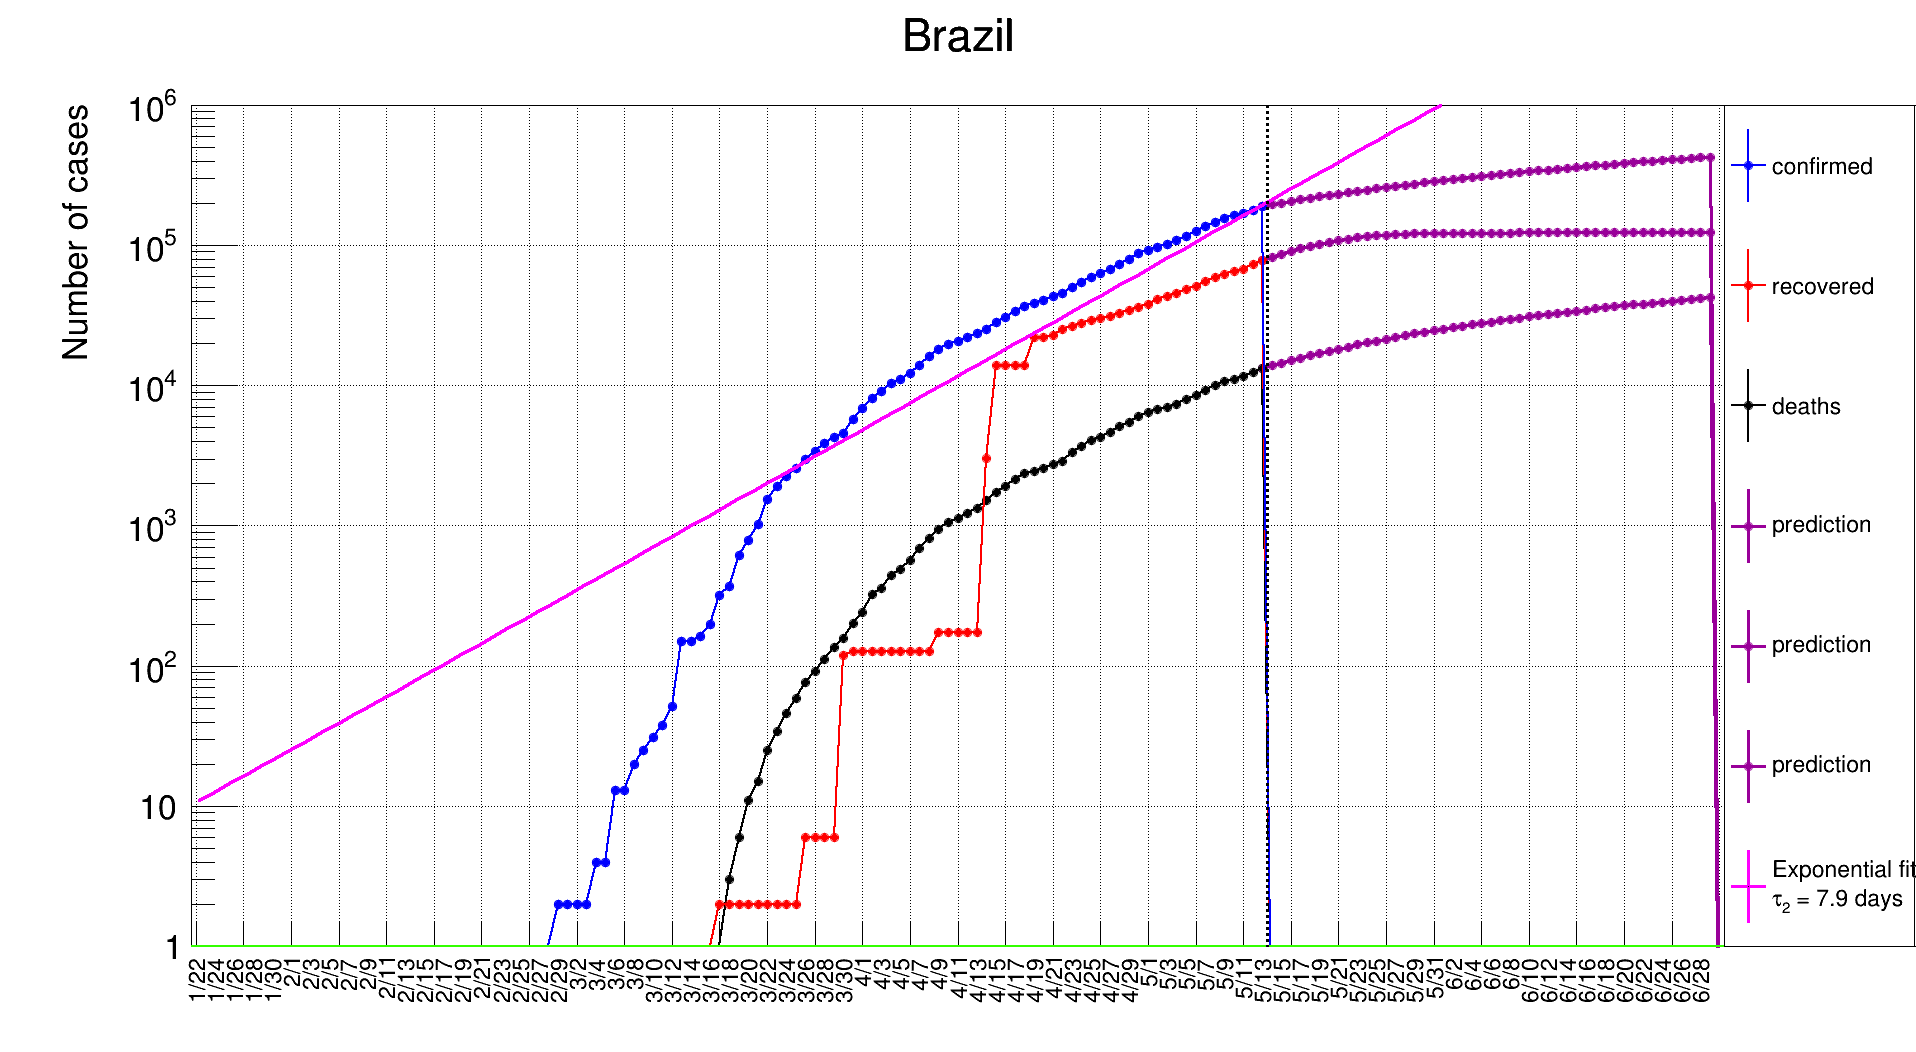 Brazil
Number of cases
10^6
10^5
10^4
10^3
10^2
10
1
1/22 1/24 1/26 1/28 1/30 2/1 2/3 2/5 2/7 2/9 2/11 2/13 2/15 2/17 2/19 2/21 2/23 2/25 2/27 2/29 3/2 3/4 3/6 3/8 3/10 3/12 3/14 3/16 3/18 3/20 3/22 3/24 3/26 3/28 3/30 4/1 4/3 4/5 4/7 4/9 4/11 4/13 4/15 4/17 4/19 4/21 4/23 4/25 4/27 4/29 5/1 5/3 5/5 5/7 5/9 5/11 5/13 5/15 5/17 5/19 5/21 5/23 5/25 5/27 5/29 5/31 6/2 6/4 6/6 6/8 6/10 6/12 6/14 6/16 6/18 6/20 6/22 6/24 6/26 6/28
confirmed
recovered
deaths
prediction
prediction
prediction
Exponential fit
τ₂ = 7.9 days